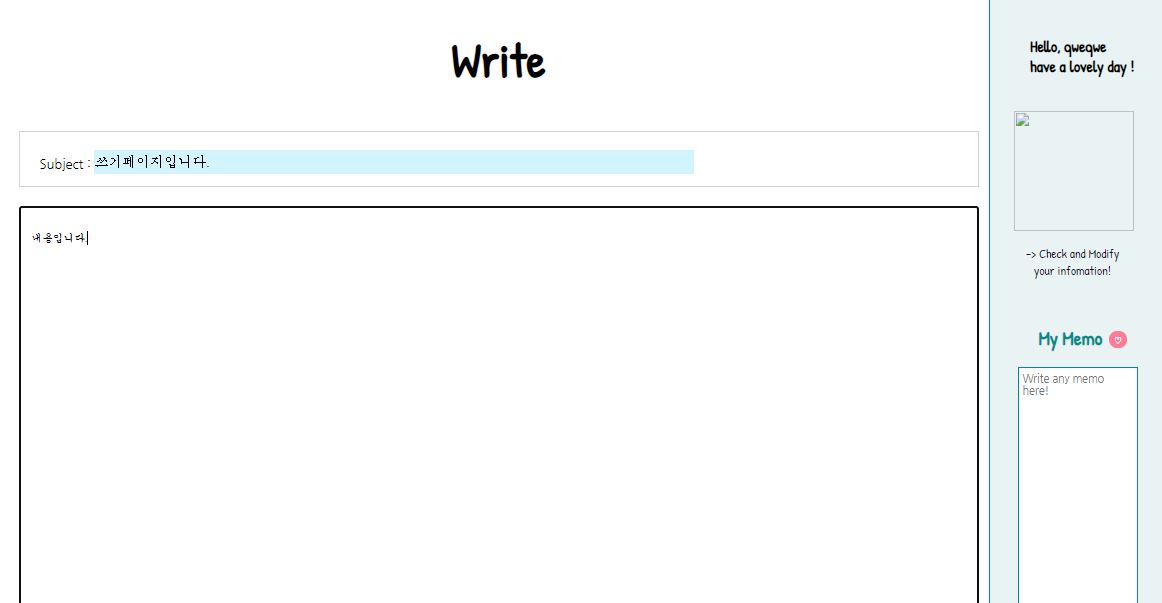 Write
Subject : 쓰기페이지입니다.
내용입니다.
Hello, qweqwe
have a lovely day !
-> Check and Modify
your infomation!
My Memo ♡
Write any memo
here!